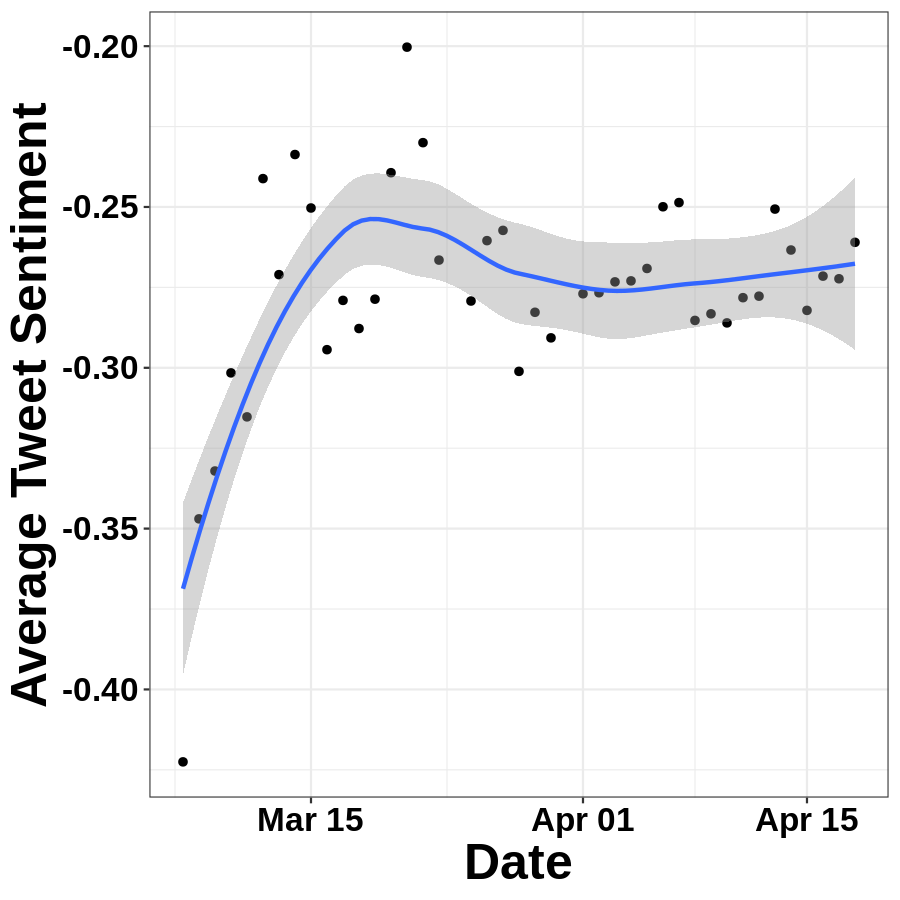 Average Tweet Sentiment
-0.20
-0.25
-0.30
-0.35
-0.40
Mar 15
Apr 01
Apr 15
Date